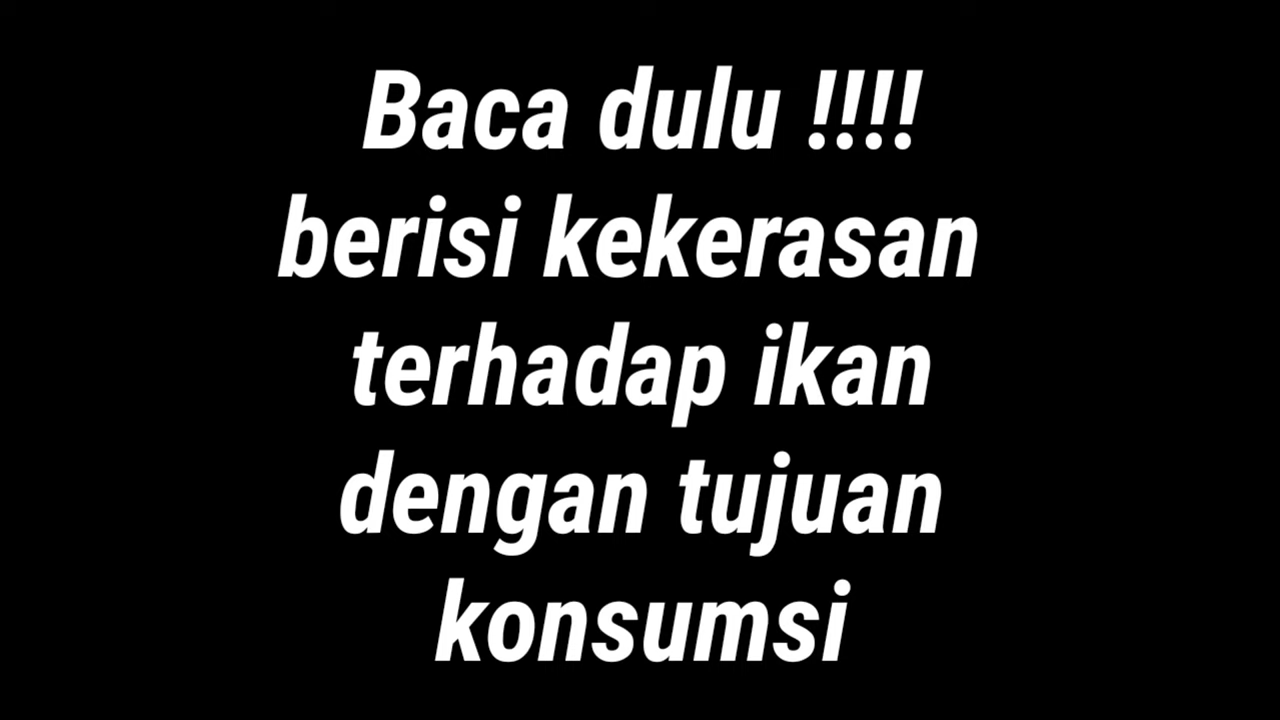 Baca dulu !!!!
berisi kekerasan
terhadap ikan
dengan tujuan
konsumsi